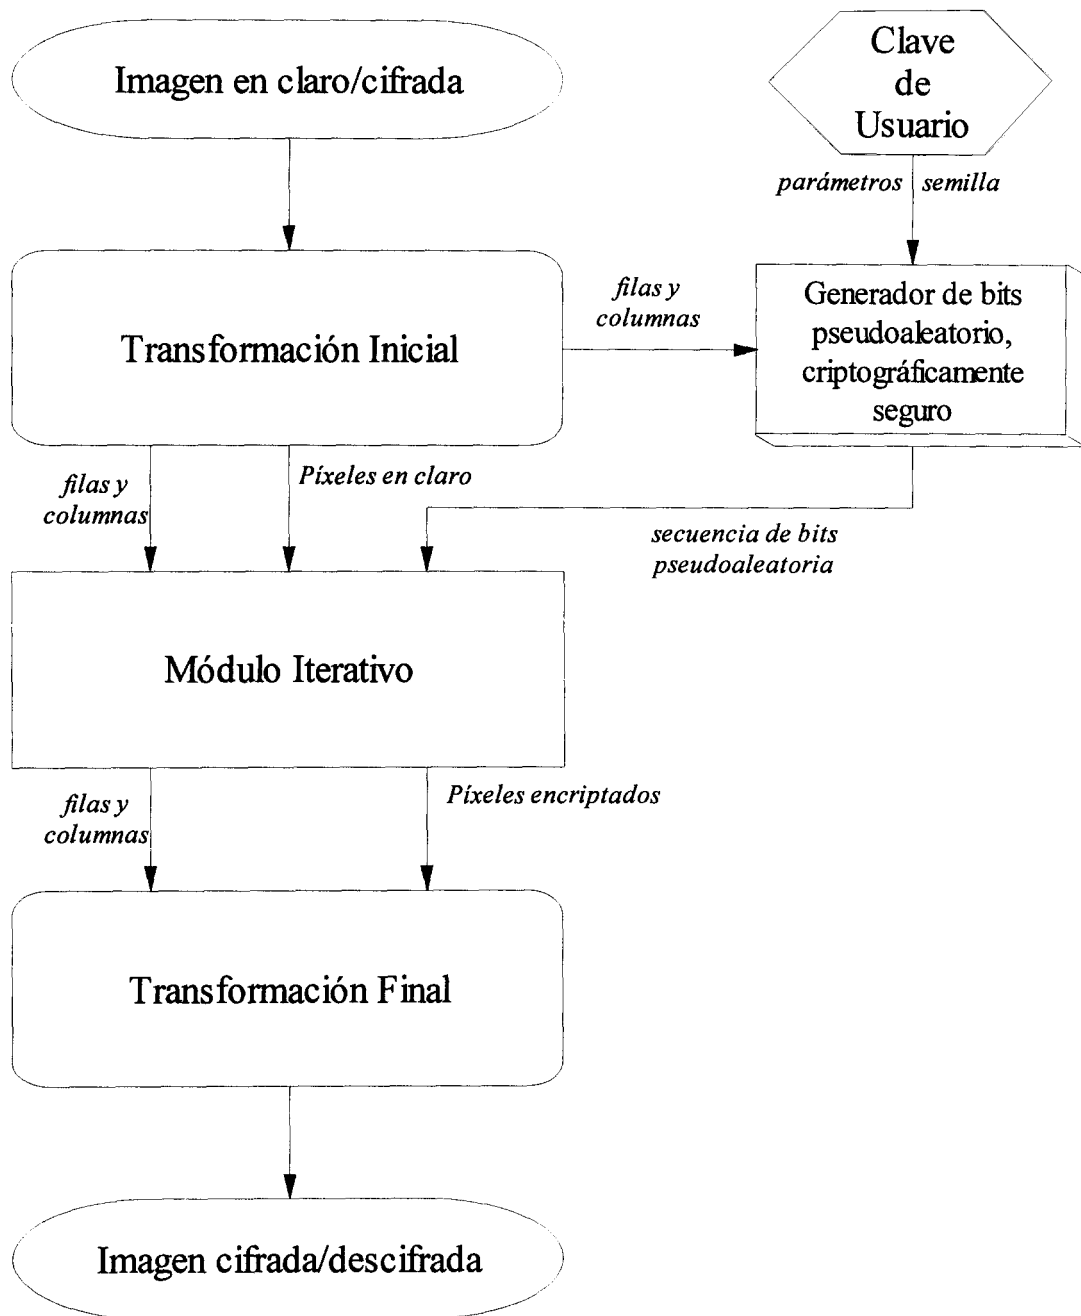 Imagen en claro/cifrada
Clave
de
Usuario
parámetros semilla
Transformación Inicial
filas y
columnas
Generador de bits
pseudoaleatorio,
criptográficamente
seguro
filas y
columnas
Píxeles en claro
secuencia de bits
pseudoaleatoria
Módulo Iterativo
filas y
columnas
Píxeles encriptados
Transformación Final
Imagen cifrada/descifrada